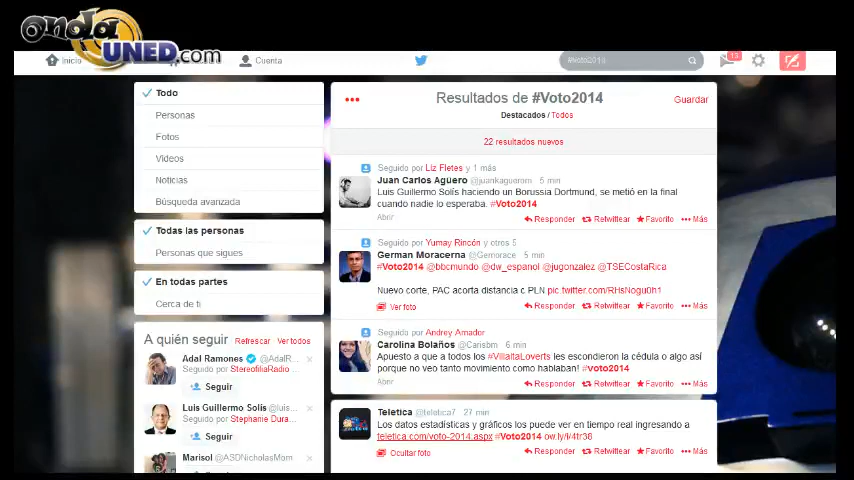 onda
UNED.com
Inicio
Cuenta
#Voto2014
13
Todo
Personas
Fotos
Videos
Noticias
Búsqueda avanzada
Todas las personas
Personas que sigues
En todas partes
Cerca de ti
A quién seguir Refrescar Ver todos
Adal Ramones @AdalR...
Seguido por StereofiliaRadio ...
Seguir
Luis Guillermo Solís @luis...
Seguido por Stephanie Dura...
Seguir
Marisol @ASDNicholasMom
Resultados de #Voto2014
Guardar
Destacados / Todos
22 resultados nuevos
Seguido por Liz Fletes y 1 más
Juan Carlos Agüero @juankaguerom 5 min
Luis Guillermo Solís haciendo un Borussia Dortmund, se metió en la final
cuando nadie lo esperaba. #Voto2014
Abrir
Responder Retwittear Favorito Más
Seguido por Yumay Rincón y otros 5
German Moracerna @Gemorace 5 min
#Voto2014 @bbcmundo @dw_espanol @jugonzalez @TSECostaRica
Nuevo corte, PAC acorta distancia c PLN pic.twitter.com/RHsNogu0h1
Ver foto
Responder Retwittear Favorito Más
Seguido por Andrey Amador
Carolina Bolaños @Carisbm 6 min
Apuesto a que a todos los #VillaltaLoverts les escondieron la cédula o algo así
porque no veo tanto movimiento como hablaban! #voto2014
Abrir
Responder Retwittear Favorito Más
Teletica @teletica7 27 min
Los datos estadísticas y gráficos los puede ver en tiempo real ingresando a
teletica.com/voto-2014.aspx #Voto2014 ow.ly/i/4tr38
Ocultar foto
Responder Retwittear Favorito Más